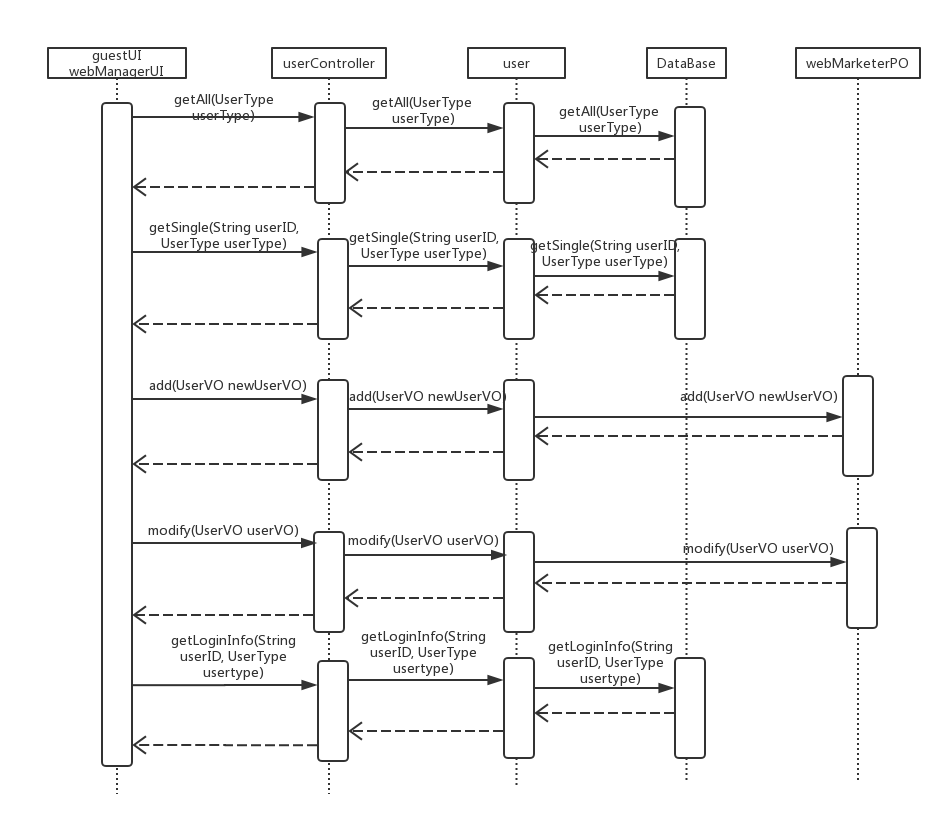 guestUI
webManagerUI
userController
user
DataBase
webMarketerPO
getAll(UserType
userType)
getAll(UserType
userType)
getAll(UserType
userType)
getSingle(String userID,
UserType userType)
getSingle(String userID,
UserType userType)
getSingle(String userID,
UserType userType)
add(UserVO newUserVO)
add(UserVO newUserVO)
add(UserVO newUserVO)
modify(UserVO userVO)
modify(UserVO userVO)
modify(UserVO userVO)
getLoginInfo(String
userID, UserType
usertype)
getLoginInfo(String
userID, UserType
usertype)
getLoginInfo(String
userID, UserType
usertype)